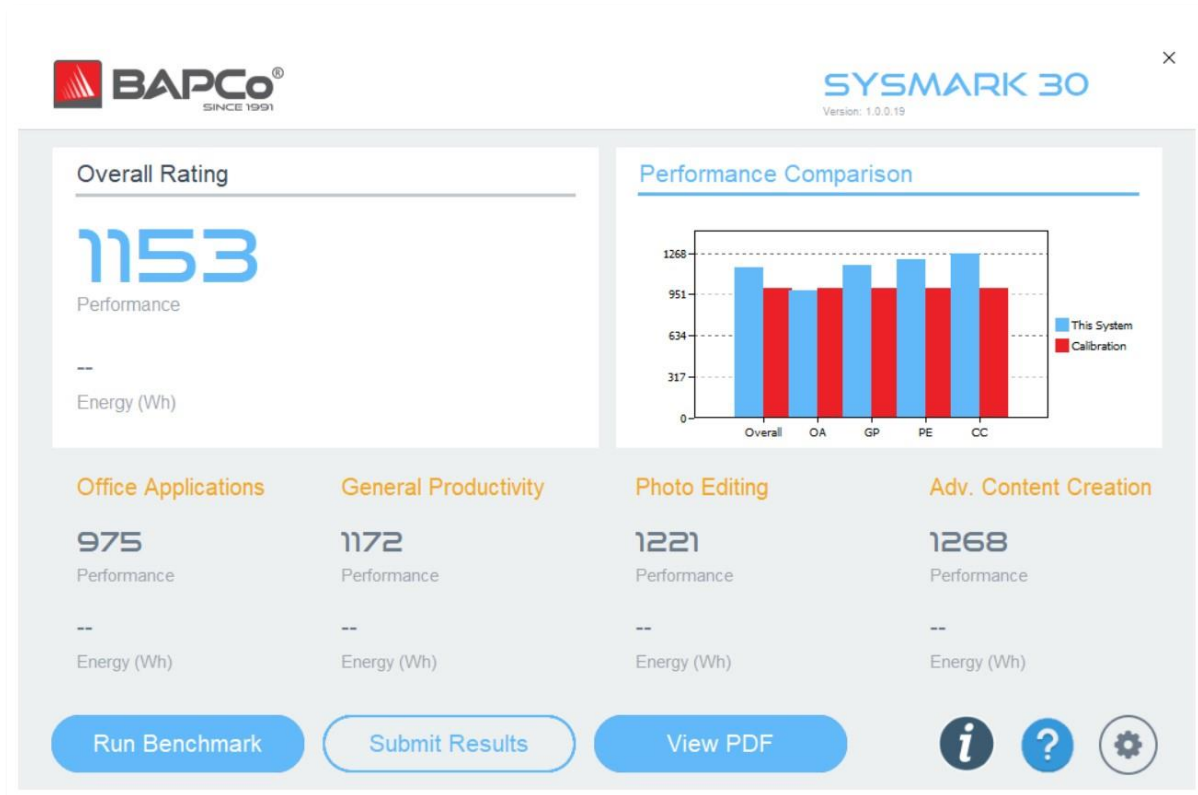 BAPCo®
SINCE 1991
SYSMARK 30
Version: 1.0.0.19
Overall Rating
1153
Performance
--
Energy (Wh)
Performance Comparison
1268
951
634
317
0
Overall OA GP PE CC
This System
Calibration
Office Applications
975
Performance
--
Energy (Wh)
General Productivity
1172
Performance
--
Energy (Wh)
Photo Editing
1221
Performance
--
Energy (Wh)
Adv. Content Creation
1268
Performance
--
Energy (Wh)
Run Benchmark
Submit Results
View PDF
i
?